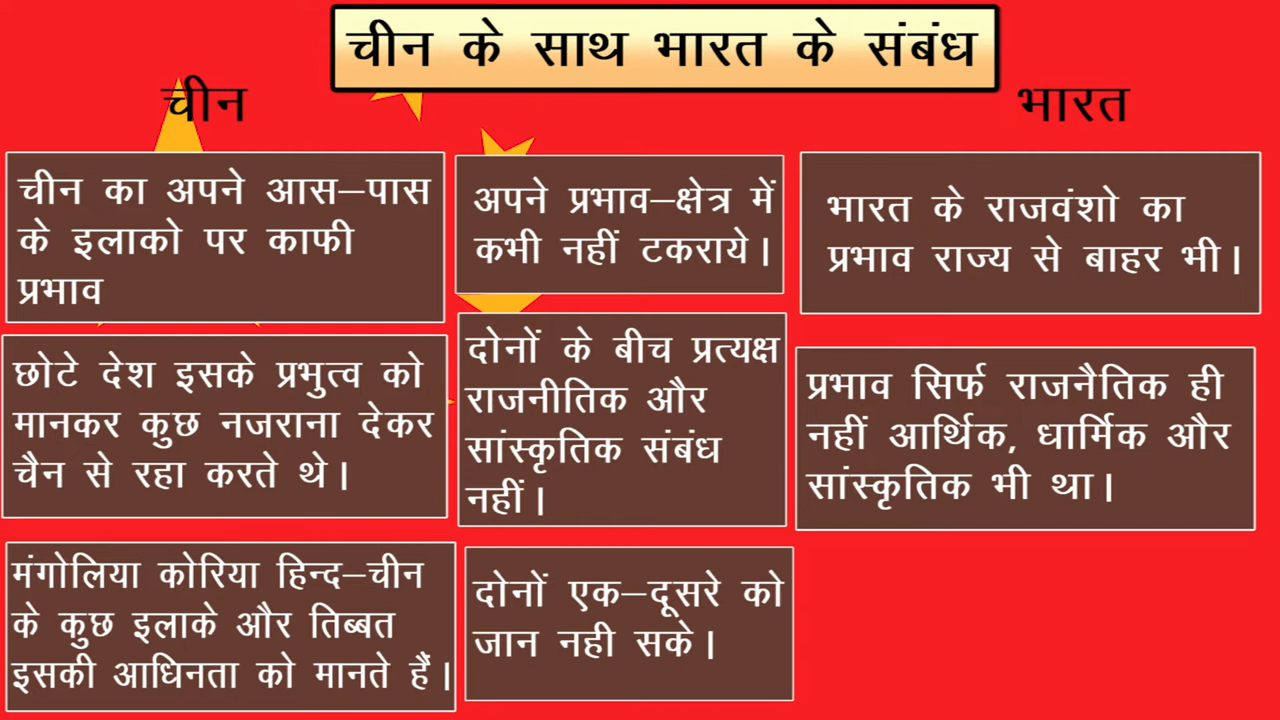 चीन के साथ भारत के संबंध
चीन
भारत
चीन का अपने आस–पास
के इलाको पर काफी
प्रभाव
अपने प्रभाव–क्षेत्र में
कभी नहीं टकराये।
भारत के राजवंशो का
प्रभाव राज्य से बाहर भी।
छोटे देश इसके प्रभुत्व को
मानकर कुछ नजराना देकर
चैन से रहा करते थे।
दोनों के बीच प्रत्यक्ष
राजनीतिक और
सांस्कृतिक संबंध
नहीं।
प्रभाव सिर्फ राजनैतिक ही
नहीं आर्थिक, धार्मिक और
सांस्कृतिक भी था।
मंगोलिया कोरिया हिन्द–चीन
के कुछ इलाके और तिब्बत
इसकी आधिनता को मानते हैं।
दोनों एक–दूसरे को
जान नही सके।